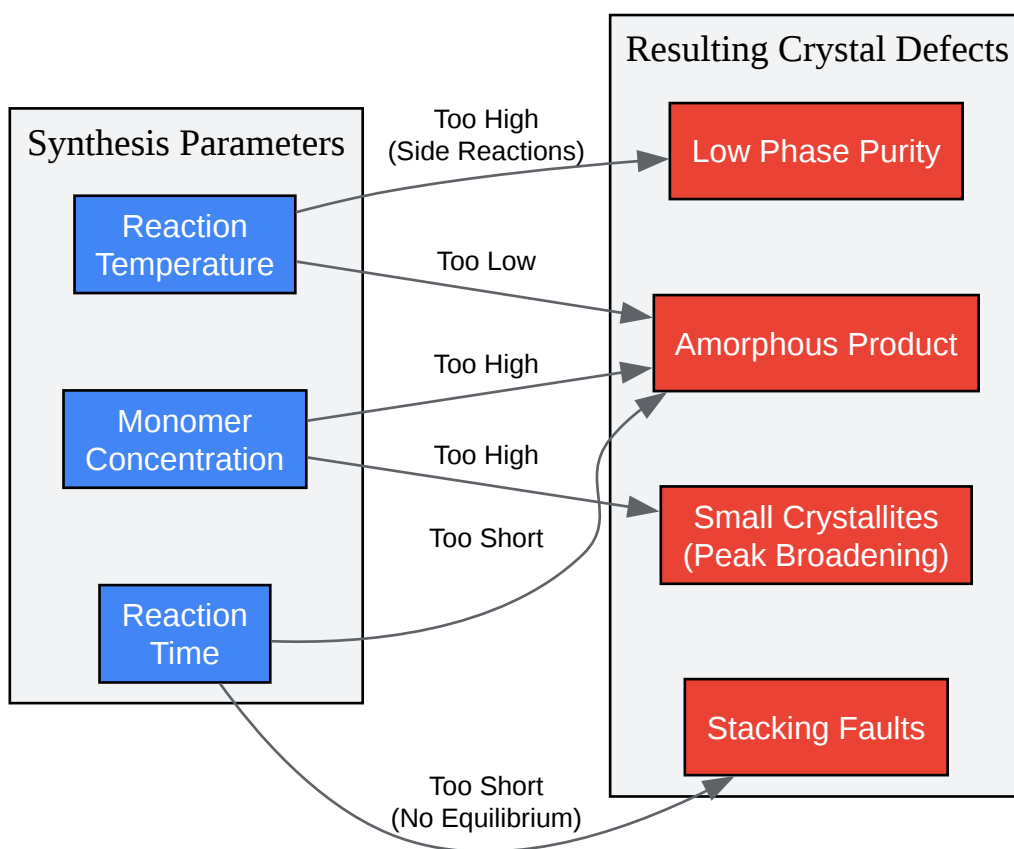 Resulting Crystal Defects
Synthesis Parameters
Too High
(Side Reactions)
Low Phase Purity
Reaction
Temperature
Too Low
Amorphous Product
Too High
Monomer
Concentration
Too High
Small Crystallites
(Peak Broadening)
Too Short
Reaction
Time
Stacking Faults
Too Short
(No Equilibrium)